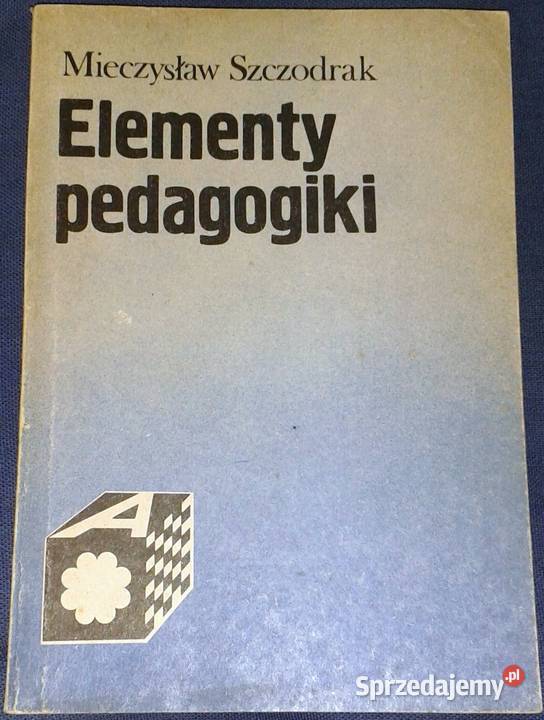 Mieczysław Szczodrak
Elementy
pedagogiki
A
Sprzedajemy.pl